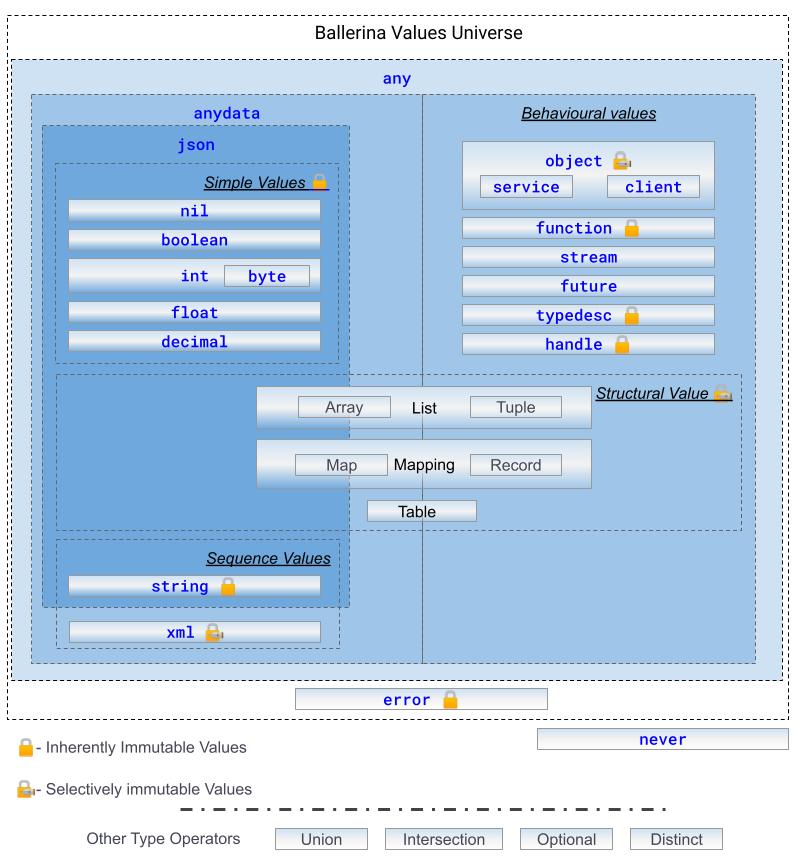 Ballerina Values Universe
any
anydata
Behavioural values
json
object
Simple Values
service client
nil
function
boolean
stream
int byte
future
float
typedesc
decimal
handle
Structural Value
Array List Tuple
Map Mapping Record
Table
Sequence Values
string
xml
error
never
- Inherently Immutable Values
- Selectively immutable Values
Other Type Operators Union Intersection Optional Distinct